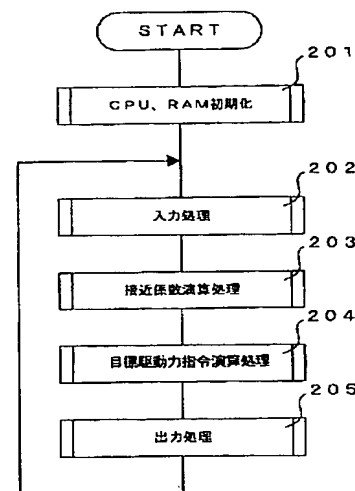 START
201
CPU、RAM初期化
202
入力処理
203
接近係数演算処理
204
目標駆動力指令演算処理
205
出力処理